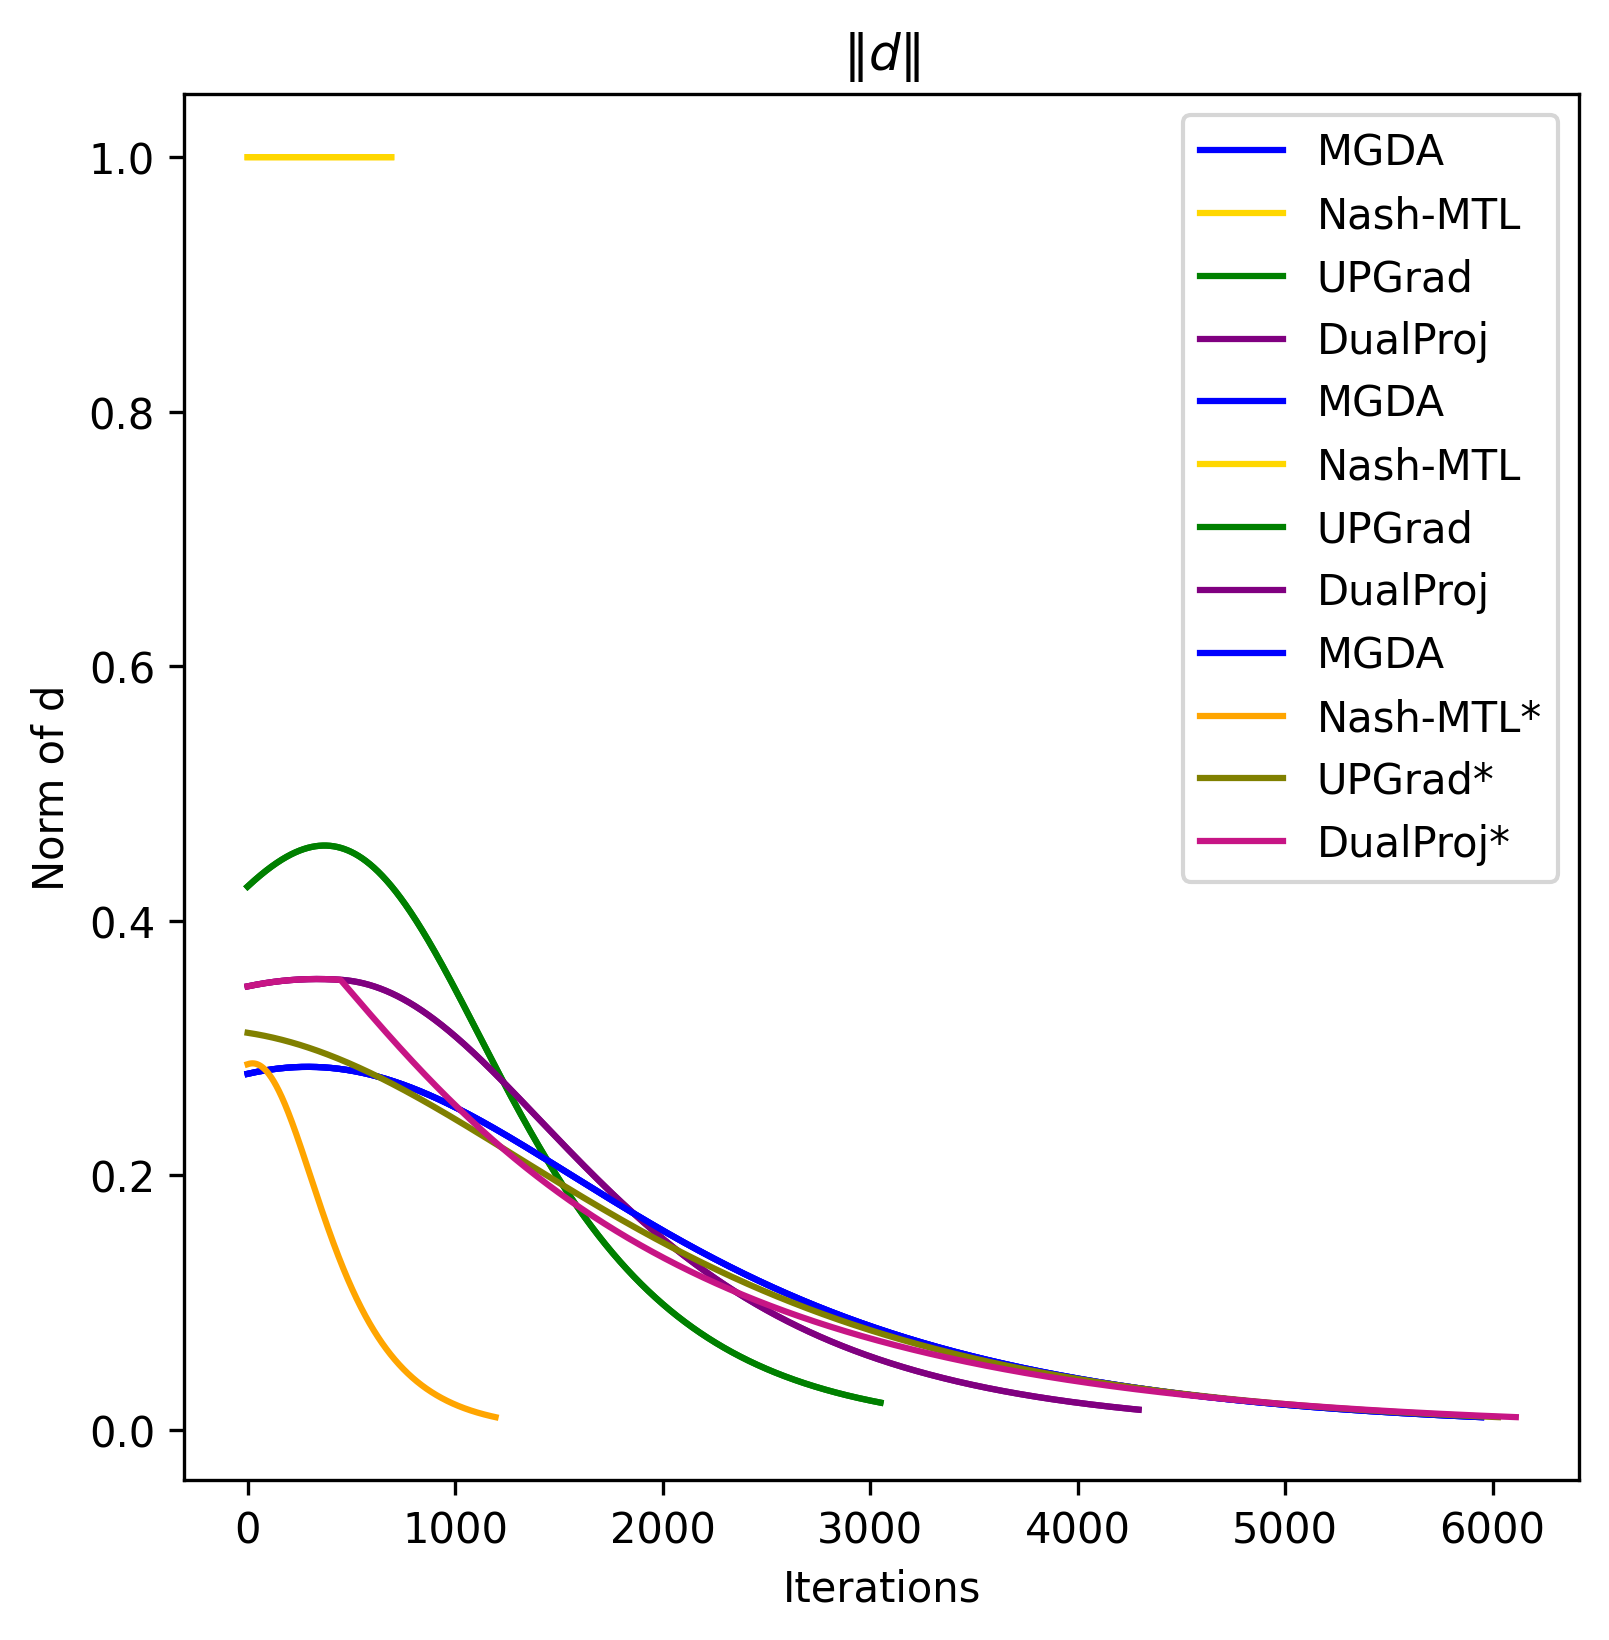 ‖d‖
1.0
0.8
0.6
0.4
0.2
0.0
Norm of d
MGDA
Nash-MTL
UPGrad
DualProj
MGDA
Nash-MTL
UPGrad
DualProj
MGDA
Nash-MTL*
UPGrad*
DualProj*
0 1000 2000 3000 4000 5000 6000
Iterations